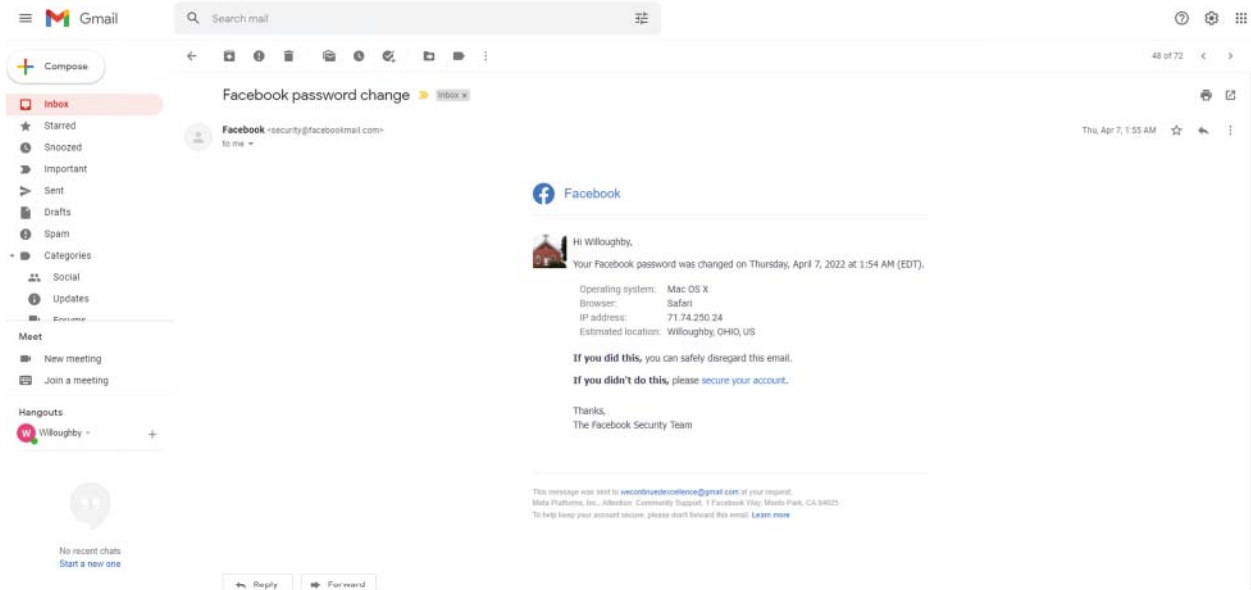 Gmail
Search mail
Compose
48 of 72
Inbox
Starred
Snoozed
Important
Sent
Drafts
Spam
Categories
Social
Updates
Forums
Meet
New meeting
Join a meeting
Hangouts
Willoughby
W
No recent chats
Start a new one
Facebook password change
Inbox x
Facebook <security@facebookmail.com>
to me
Thu, Apr 7, 1:55 AM
Facebook
Hi Willoughby,
Your Facebook password was changed on Thursday, April 7, 2022 at 1:54 AM (EDT).
Operating system: Mac OS X
Browser: Safari
IP address: 71.74.250.24
Estimated location: Willoughby, OHIO, US
If you did this, you can safely disregard this email.
If you didn't do this, please secure your account.
Thanks,
The Facebook Security Team
This message was sent to wecontinuedexcellence@gmail.com at your request.
Meta Platforms, Inc., Attention: Community Support, 1 Facebook Way, Menlo Park, CA 94025
To help keep your account secure, please don't forward this email. Learn more
Reply
Forward